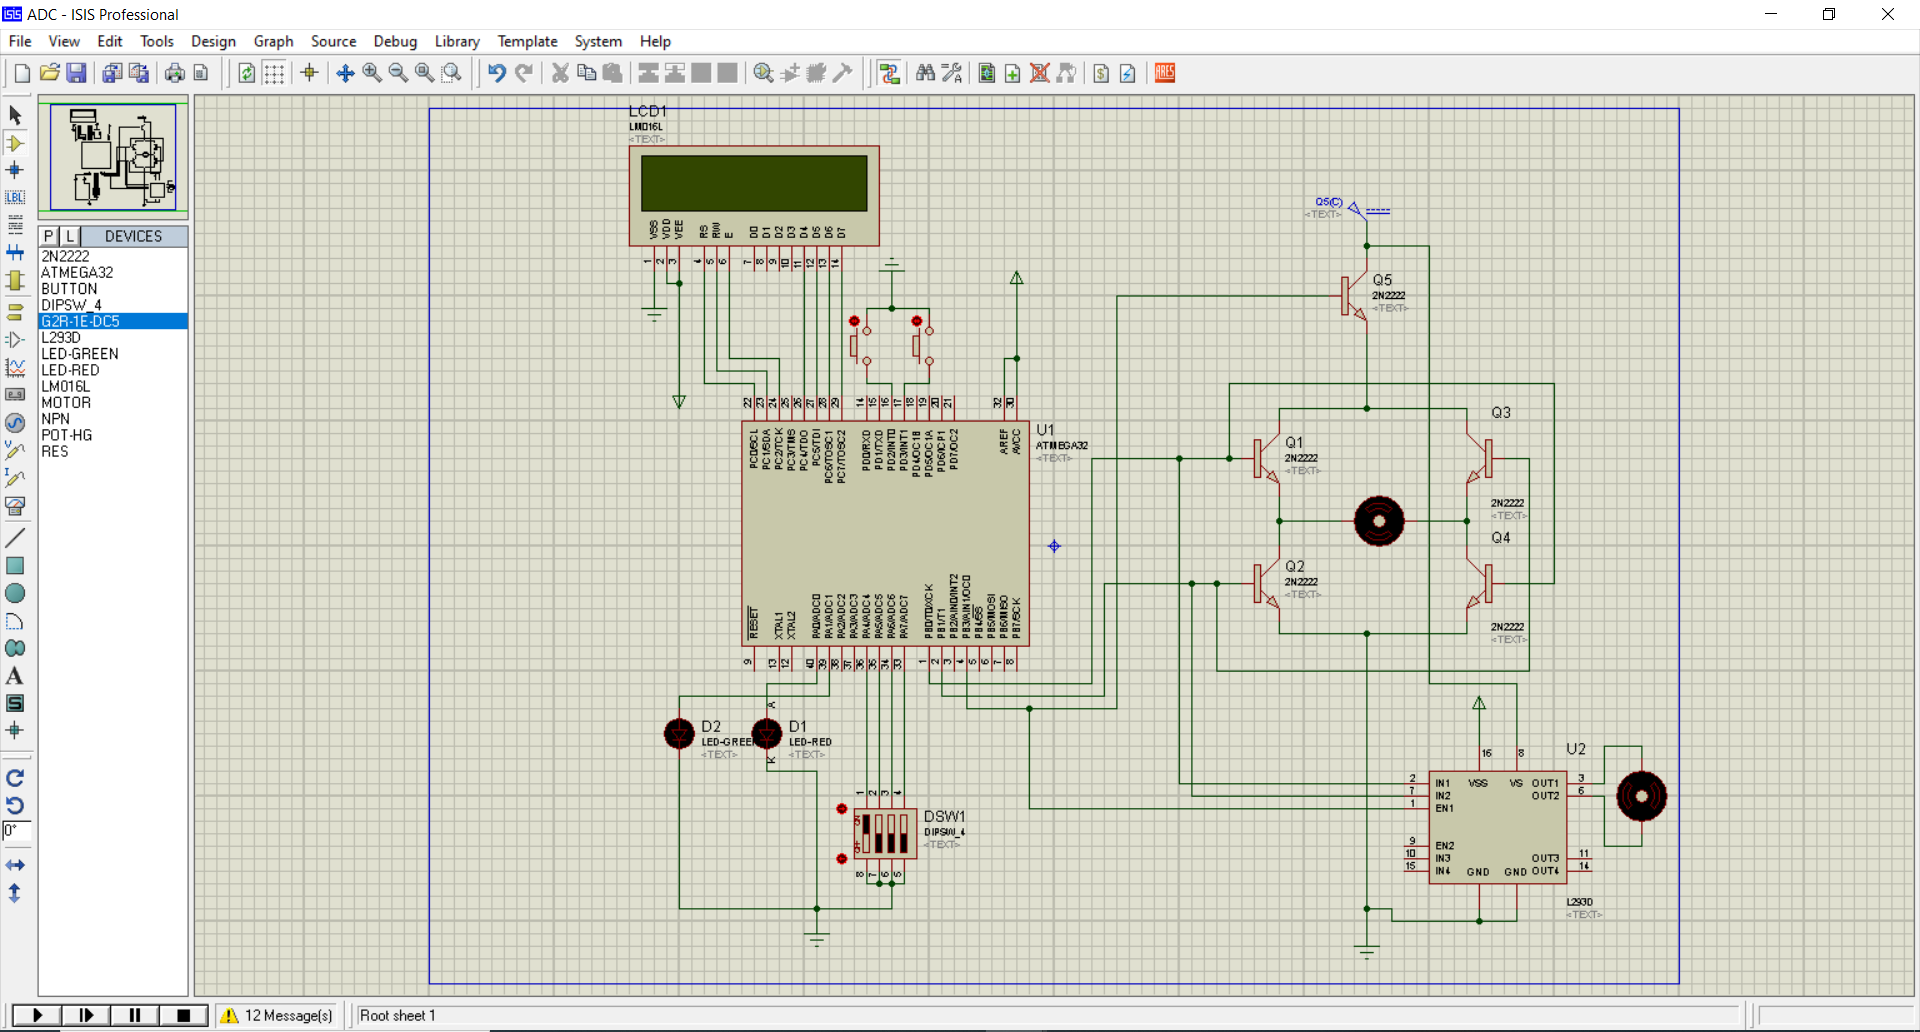 ADC - ISIS Professional
File View Edit Tools Design Graph Source Debug Library Template System Help
ARES
LBL
A
S
0°
P L DEVICES
2N2222
ATMEGA32
BUTTON
DIPSW_4
G2R-1E-DC5
L293D
LED-GREEN
LED-RED
LM016L
MOTOR
NPN
POT-HG
RES
LCD1
LM016L
<TEXT>
VSS VDD VEE RS RW E D0 D1 D2 D3 D4 D5 D6 D7
1 2 3 4 5 6 7 8 9 10 11 12 13 14
Q5(C)
<TEXT>
Q5
2N2222
<TEXT>
22 23 24 25 26 27 28 29 14 15 16 17 18 19 20 21 32 30
PC0/SCL PC1/SDA PC2/TCK PC3/TMS PC4/TDO PC5/TDI PC6/TOSC1 PC7/TOSC2 PD0/RXD PD1/TXD PD2/INT0 PD3/INT1 PD4/OC1B PD5/OC1A PD6/ICP1 PD7/OC2 AREF AVCC
U1
ATMEGA32
<TEXT>
RESET XTAL1 XTAL2 PA0/ADC0 PA1/ADC1 PA2/ADC2 PA3/ADC3 PA4/ADC4 PA5/ADC5 PA6/ADC6 PA7/ADC7 PB0/T0/XCK PB1/T1 PB2/AIN0/INT2 PB3/AIN1/OC0 PB4/SS PB5/MOSI PB6/MISO PB7/SCK
9 13 12 40 39 38 37 36 35 34 33 1 2 3 4 5 6 7 8
Q1
2N2222
<TEXT>
Q3
2N2222
<TEXT>
Q2
2N2222
<TEXT>
Q4
2N2222
<TEXT>
D2
LED-GREEN
<TEXT>
A
K
D1
LED-RED
<TEXT>
1 2 3 4
DSW1
DIPSW_4
<TEXT>
8 7 6 5
U2
16 8
2 IN1 VSS VS OUT1 3
7 IN2 OUT2 6
1 EN1
9 EN2
10 IN3 OUT3 11
15 IN4 GND GND OUT4 14
L293D
<TEXT>
12 Message(s)
Root sheet 1